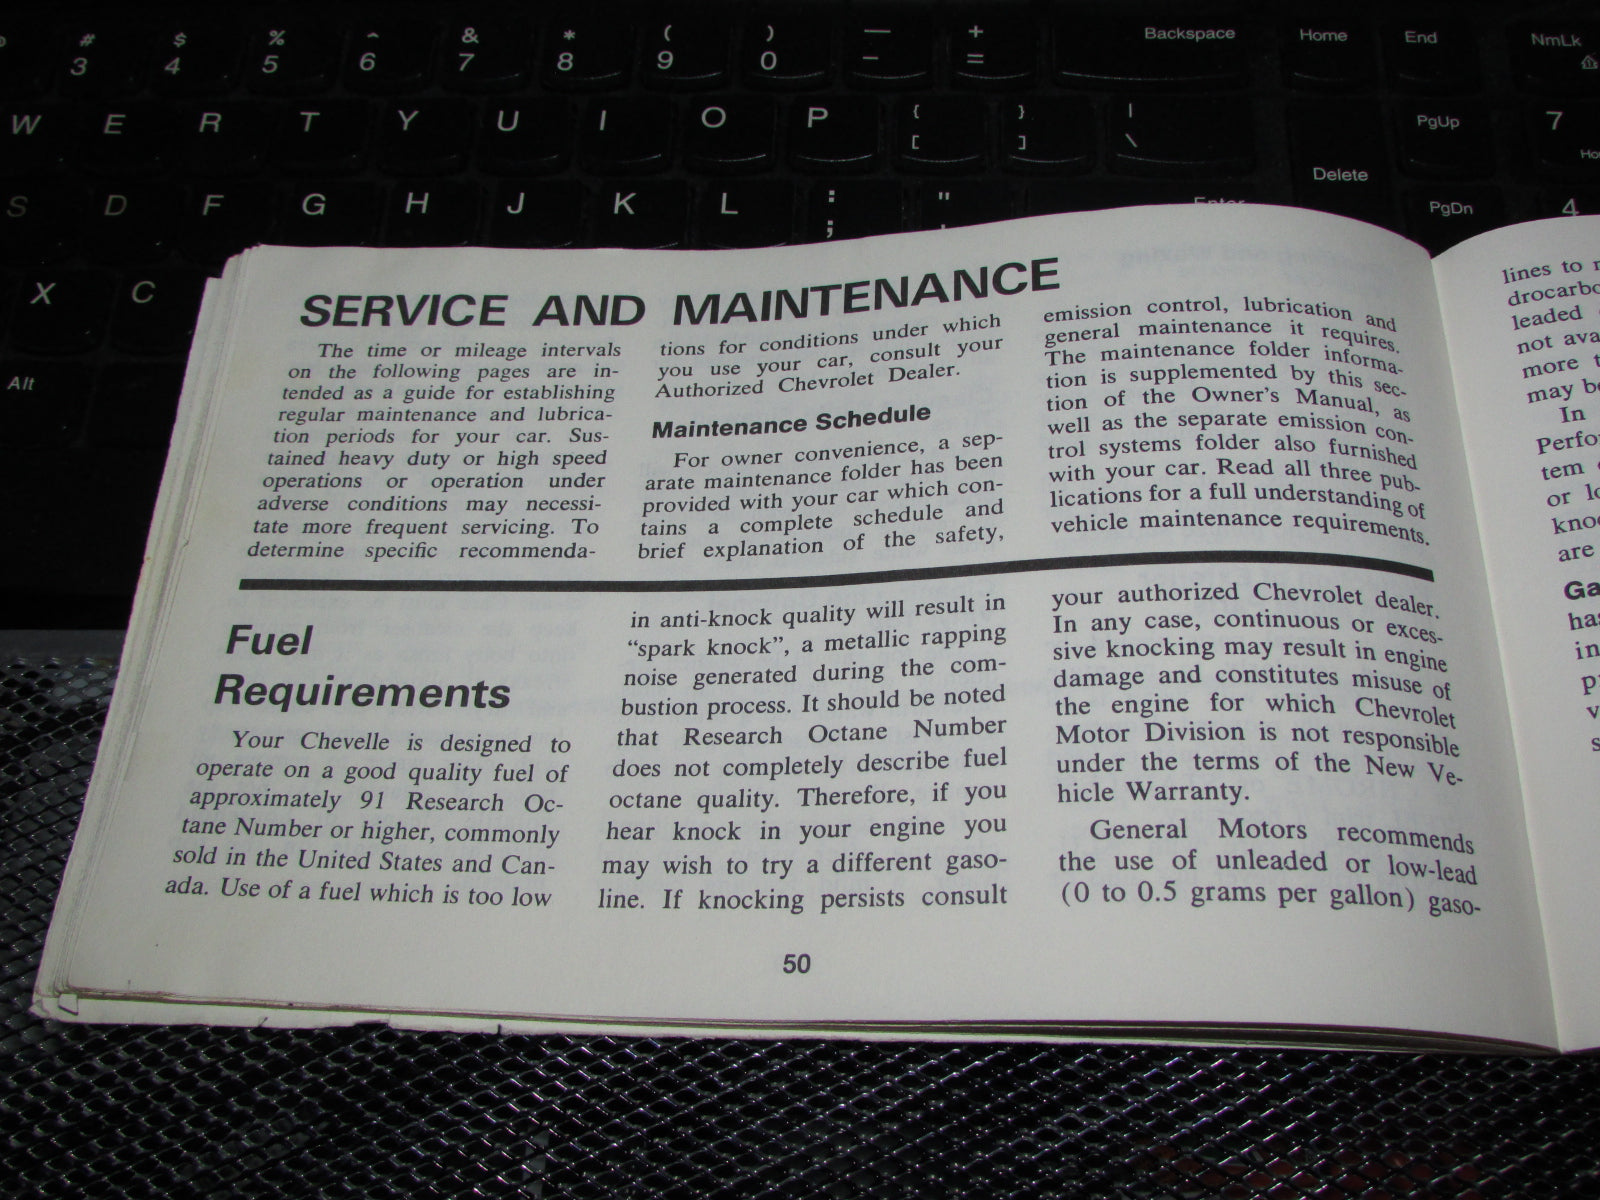 # $ % ^ & * ( ) — + Backspace Home End NmLk
3 4 5 6 7 8 9 0 - =
W E R T Y U I O P { } | PgUp 7
[ ] \
Delete
S D F G H J K L : " Enter PgDn 4
; '
X C
Alt
SERVICE AND MAINTENANCE
The time or mileage intervals
on the following pages are in-
tended as a guide for establishing
regular maintenance and lubrica-
tion periods for your car. Sus-
tained heavy duty or high speed
operations or operation under
adverse conditions may necessi-
tate more frequent servicing. To
determine specific recommenda-
tions for conditions under which
you use your car, consult your
Authorized Chevrolet Dealer.
Maintenance Schedule
For owner convenience, a sep-
arate maintenance folder has been
provided with your car which con-
tains a complete schedule and
brief explanation of the safety,
emission control, lubrication and
general maintenance it requires.
The maintenance folder informa-
tion is supplemented by this sec-
tion of the Owner's Manual, as
well as the separate emission con-
trol systems folder also furnished
with your car. Read all three pub-
lications for a full understanding of
vehicle maintenance requirements.
Fuel
Requirements
Your Chevelle is designed to
operate on a good quality fuel of
approximately 91 Research Oc-
tane Number or higher, commonly
sold in the United States and Can-
ada. Use of a fuel which is too low
in anti-knock quality will result in
“spark knock”, a metallic rapping
noise generated during the com-
bustion process. It should be noted
that Research Octane Number
does not completely describe fuel
octane quality. Therefore, if you
hear knock in your engine you
may wish to try a different gaso-
line. If knocking persists consult
your authorized Chevrolet dealer.
In any case, continuous or exces-
sive knocking may result in engine
damage and constitutes misuse of
the engine for which Chevrolet
Motor Division is not responsible
under the terms of the New Ve-
hicle Warranty.
General Motors recommends
the use of unleaded or low-lead
(0 to 0.5 grams per gallon) gaso-
50
lines to
drocarbo
leaded
not ava
more
may be
In
Perfo
tem
or lo
knoc
are
Ga
has
in